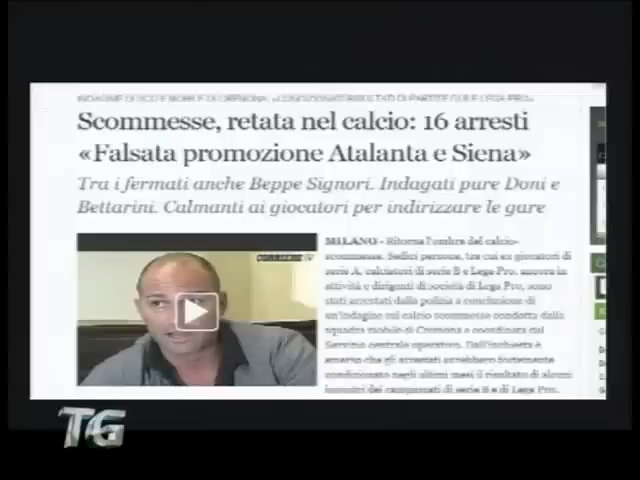 Scommesse, retata nel calcio: 16 arresti
«Falsata promozione Atalanta e Siena»
Tra i fermati anche Beppe Signori. Indagati pure Doni e
Bettarini. Calmanti ai giocatori per indirizzare le gare
MILANO - Ritorna l'ombra del calcio-
scommesse. Sedici persone, tra cui ex giocatori di
serie A, calciatori di serie B e Lega Pro, ancora in
attività e dirigenti di società di Lega Pro, sono
stati arrestati dalla polizia a conclusione di
un'indagine sul calcio scommesse condotta dalla
squadra mobile di Cremona e coordinata dal
Servizio centrale operativo. Dall'inchiesta è
emerso che gli arrestati avrebbero fortemente
condizionato negli ultimi mesi il risultato di alcuni
incontri dei campionati di serie B e di Lega Pro.
TG